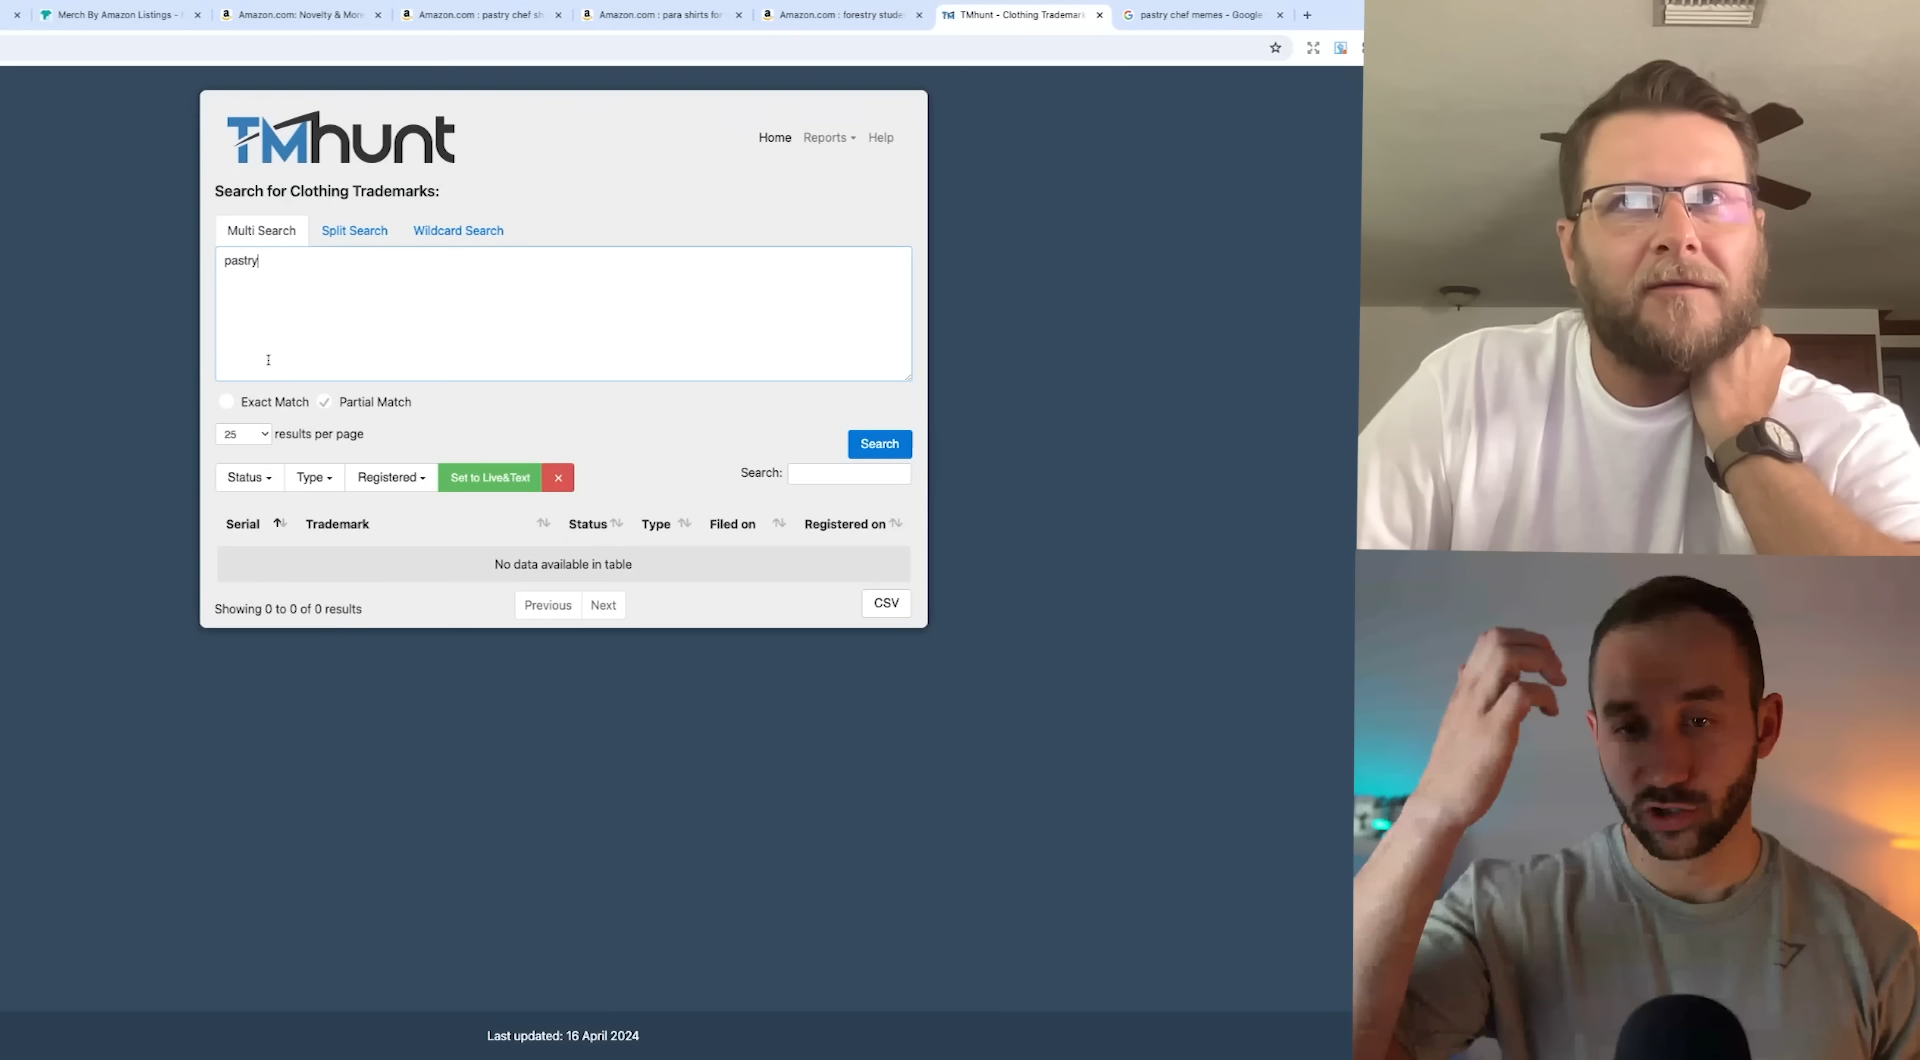 Merch By Amazon Listings -
Amazon.com: Novelty & More
Amazon.com : pastry chef sh
Amazon.com : para shirts for
Amazon.com : forestry stude
TMhunt - Clothing Trademark
pastry chef memes - Google
TMhunt
Home Reports Help
Search for Clothing Trademarks:
Multi Search Split Search Wildcard Search
pastry
Exact Match Partial Match
25 results per page
Search
Status Type Registered Set to Live&Text ×
Search:
Serial Trademark Status Type Filed on Registered on
No data available in table
Showing 0 to 0 of 0 results
Previous Next
CSV
Last updated: 16 April 2024